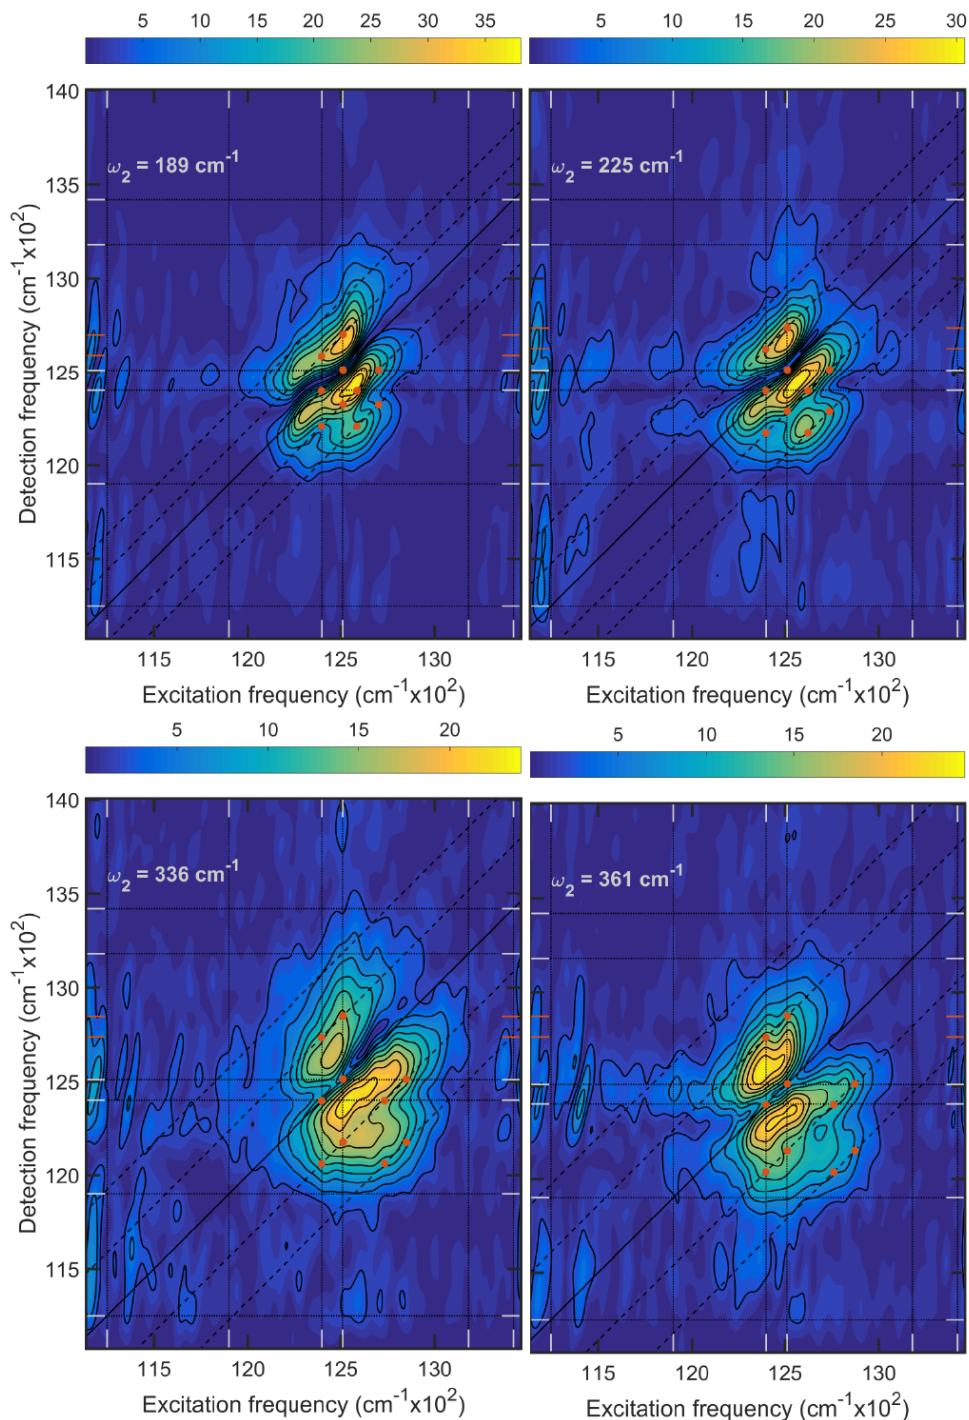 5 10 15 20 25 30 35
5 10 15 20 25 30
140
135
130
125
120
115
Detection frequency (cm⁻¹x10²)
ω₂ = 189 cm⁻¹
ω₂ = 225 cm⁻¹
115 120 125 130
115 120 125 130
Excitation frequency (cm⁻¹x10²)
Excitation frequency (cm⁻¹x10²)
5 10 15 20
5 10 15 20
140
135
130
125
120
115
Detection frequency (cm⁻¹x10²)
ω₂ = 336 cm⁻¹
ω₂ = 361 cm⁻¹
115 120 125 130
115 120 125 130
Excitation frequency (cm⁻¹x10²)
Excitation frequency (cm⁻¹x10²)